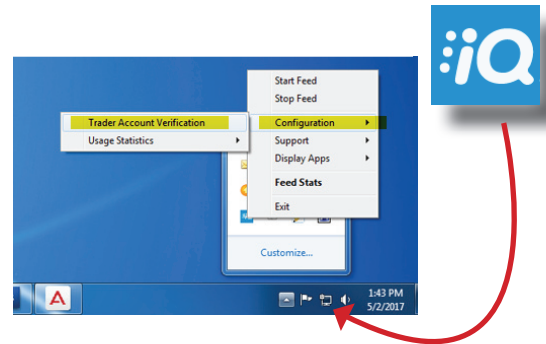 iQ
Start Feed
Stop Feed
Trader Account Verification
Configuration
Usage Statistics
Support
Display Apps
Feed Stats
Exit
Customize...
A
1:43 PM
5/2/2017